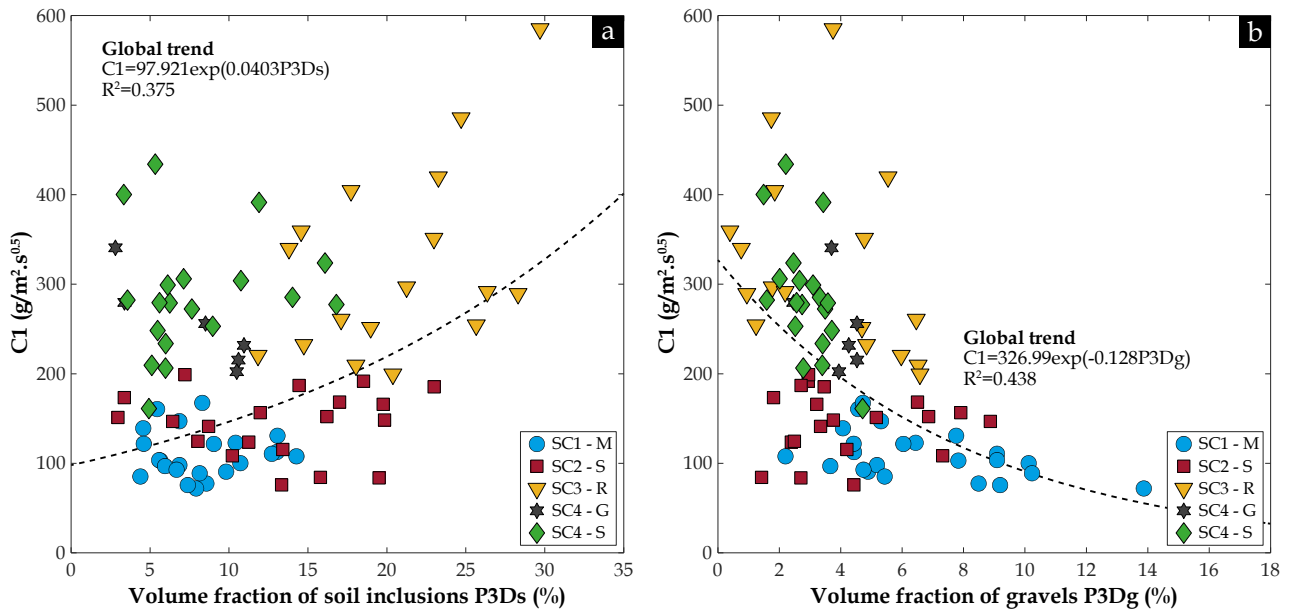 a
Global trend
C1=97.921exp(0.0403P3Ds)
R²=0.375
600
500
400
300
200
100
0
C1 (g/m².s⁰·⁵)
0 5 10 15 20 25 30 35
Volume fraction of soil inclusions P3Ds (%)
SC1 - M
SC2 - S
SC3 - R
SC4 - G
SC4 - S
b
Global trend
C1=326.99exp(-0.128P3Dg)
R²=0.438
600
500
400
300
200
100
0
C1 (g/m².s⁰·⁵)
0 2 4 6 8 10 12 14 16 18
Volume fraction of gravels P3Dg (%)
SC1 - M
SC2 - S
SC3 - R
SC4 - G
SC4 - S